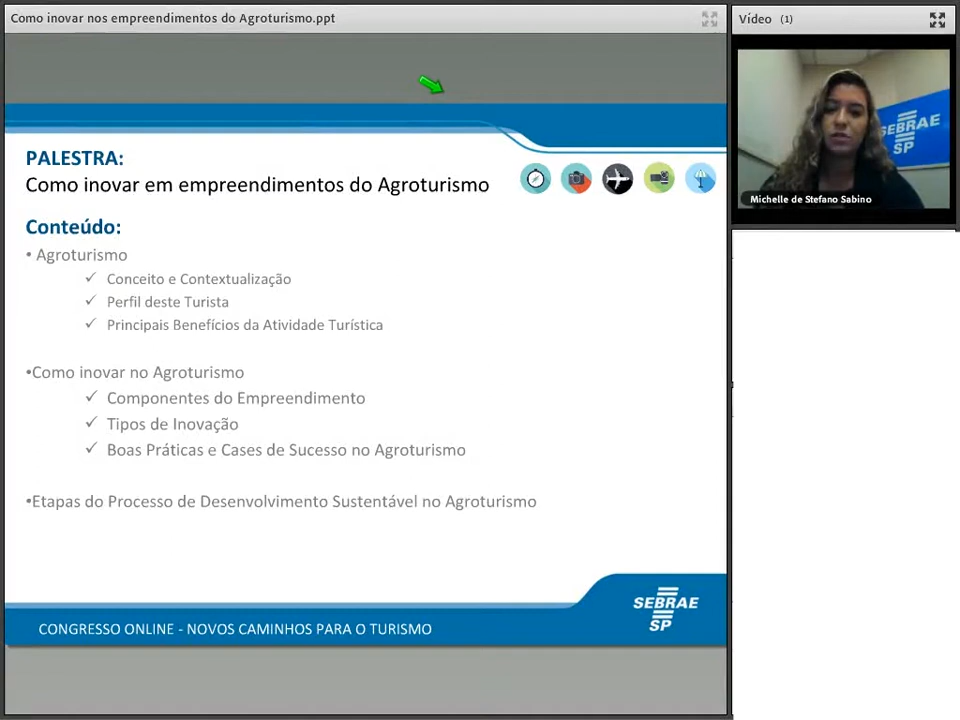 Como inovar nos empreendimentos do Agroturismo.ppt
Vídeo (1)
PALESTRA:
Como inovar em empreendimentos do Agroturismo
Conteúdo:
• Agroturismo
✓ Conceito e Contextualização
✓ Perfil deste Turista
✓ Principais Benefícios da Atividade Turística
•Como inovar no Agroturismo
✓ Componentes do Empreendimento
✓ Tipos de Inovação
✓ Boas Práticas e Cases de Sucesso no Agroturismo
•Etapas do Processo de Desenvolvimento Sustentável no Agroturismo
CONGRESSO ONLINE - NOVOS CAMINHOS PARA O TURISMO
SEBRAE
SP
SEBRAE
SP
Michelle de Stefano Sabino